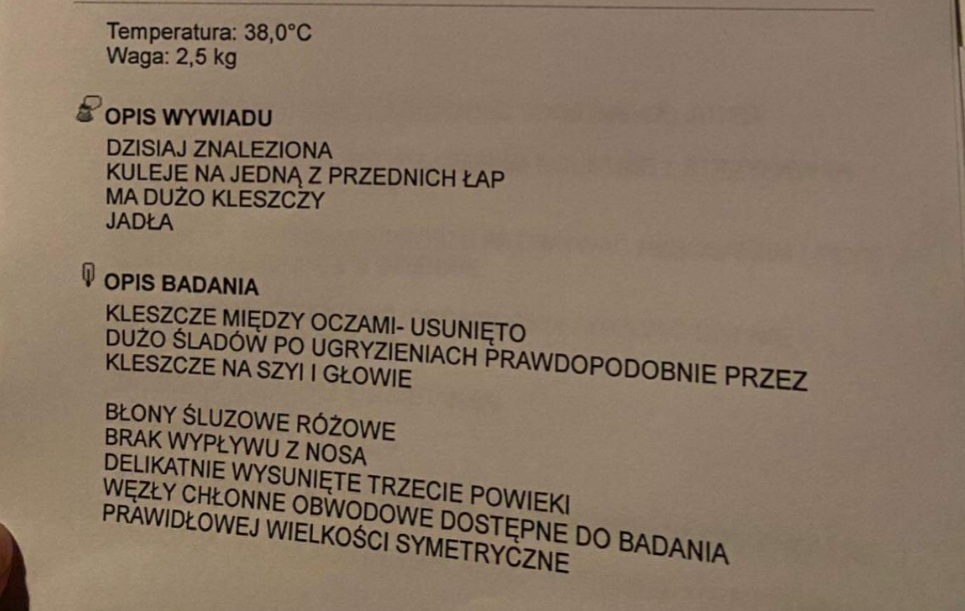 Temperatura: 38,0°C
Waga: 2,5 kg
OPIS WYWIADU
DZISIAJ ZNALEZIONA
KULEJE NA JEDNĄ Z PRZEDNICH ŁAP
MA DUŻO KLESZCZY
JADŁA
OPIS BADANIA
KLESZCZE MIĘDZY OCZAMI- USUNIĘTO
DUŻO ŚLADÓW PO UGRYZIENIACH PRAWDOPODOBNIE PRZEZ
KLESZCZE NA SZYI I GŁOWIE
BŁONY ŚLUZOWE RÓŻOWE
BRAK WYPŁYWU Z NOSA
DELIKATNIE WYSUNIĘTE TRZECIE POWIEKI
WĘZŁY CHŁONNE OBWODOWE DOSTĘPNE DO BADANIA
PRAWIDŁOWEJ WIELKOŚCI SYMETRYCZNE